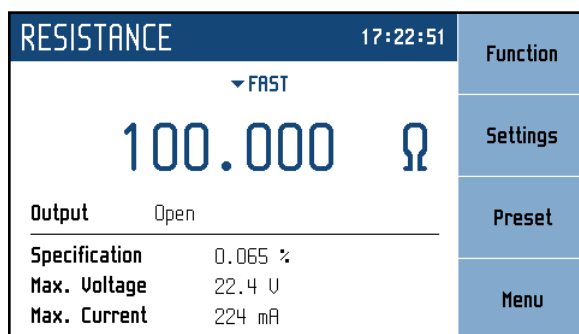 RESISTANCE 17:22:51
Function
FAST
100.000 Ω
Settings
Output Open
Preset
Specification 0.065 %
Max. Voltage 22.4 V
Max. Current 224 mA
Menu